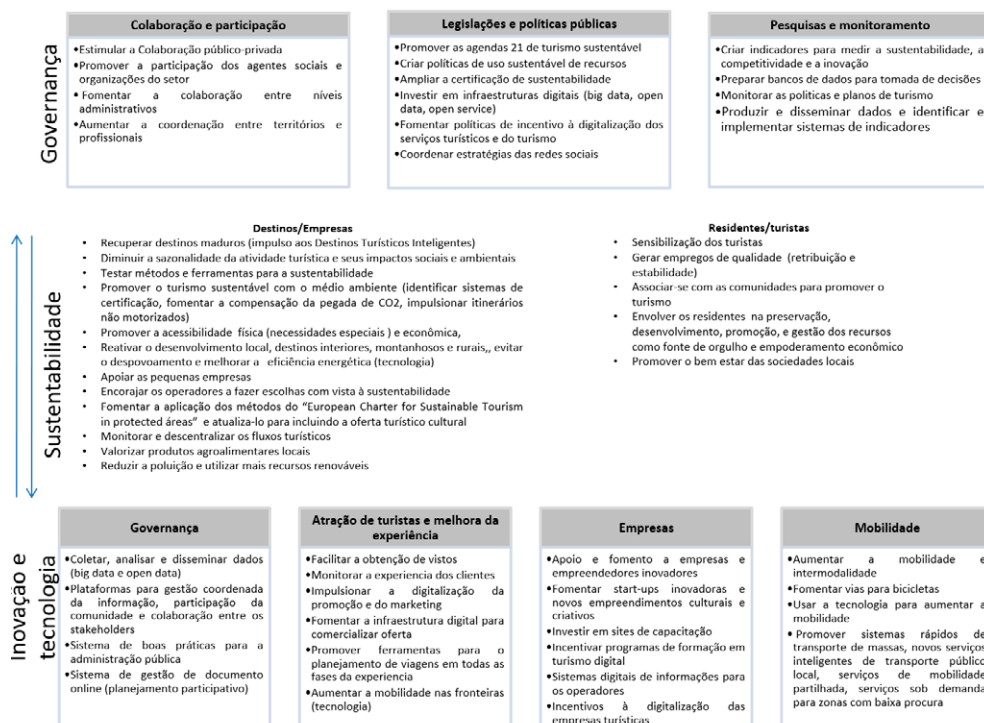 Governança
Colaboração e participação
•Estimular a Colaboração público-privada
•Promover a participação dos agentes sociais e
organizações do setor
• Fomentar a colaboração entre níveis
administrativos
•Aumentar a coordenação entre territórios e
profissionais
Legislações e políticas públicas
•Promover as agendas 21 de turismo sustentável
•Criar políticas de uso sustentável de recursos
•Ampliar a certificação de sustentabilidade
•Investir em infraestruturas digitais (big data, open
data, open service)
•Fomentar políticas de incentivo à digitalização dos
serviços turísticos e do turismo
•Coordenar estratégias das redes sociais
Pesquisas e monitoramento
•Criar indicadores para medir a sustentabilidade, a
competitividade e a inovação
•Preparar bancos de dados para tomada de decisões
•Monitorar as politicas e planos de turismo
•Produzir e disseminar dados e identificar e
implementar sistemas de indicadores
Sustentabilidade
Destinos/Empresas
• Recuperar destinos maduros (impulso aos Destinos Turísticos Inteligentes)
• Diminuir a sazonalidade da atividade turística e seus impactos sociais e ambientais
• Testar métodos e ferramentas para a sustentabilidade
• Promover o turismo sustentável com o médio ambiente (identificar sistemas de
certificação, fomentar a compensação da pegada de CO2, impulsionar itinerários
não motorizados)
• Promover a acessibilidade física (necessidades especiais ) e econômica,
• Reativar o desenvolvimento local, destinos interiores, montanhosos e rurais,, evitar
o despovoamento e melhorar a eficiência energética (tecnologia)
• Apoiar as pequenas empresas
• Encorajar os operadores a fazer escolhas com vista à sustentabilidade
• Fomentar a aplicação dos métodos do “European Charter for Sustainable Tourism
in protected áreas” e atualiza-lo para incluindo a oferta turístico cultural
• Monitorar e descentralizar os fluxos turísticos
• Valorizar produtos agroalimentares locais
• Reduzir a poluição e utilizar mais recursos renováveis
Residentes/turistas
• Sensibilização dos turistas
• Gerar empregos de qualidade (retribuição e
estabilidade)
• Associar-se com as comunidades para promover o
turismo
• Envolver os residentes na preservação,
desenvolvimento, promoção, e gestão dos recursos
como fonte de orgulho e empoderamento econômico
• Promover o bem estar das sociedades locais
Inovação e
tecnologia
Governança
•Coletar, analisar e disseminar dados
(big data e open data)
•Plataformas para gestão coordenada
da informação, participação da
comunidade e colaboração entre os
stakeholders
•Sistema de boas práticas para a
administração pública
•Sistema de gestão de documento
online (planejamento participativo)
Atração de turistas e melhora da
experiência
•Facilitar a obtenção de vistos
•Monitorar a experiencia dos clientes
•Impulsionar a digitalização da
promoção e do marketing
•Fomentar a infraestrutura digital para
comercializar oferta
•Promover ferramentas para o
planejamento de viagens em todas as
fases da experiencia
•Aumentar a mobilidade nas fronteiras
(tecnologia)
Empresas
•Apoio e fomento a empresas e
empreendedores inovadores
•Fomentar start-ups inovadoras e
novos empreendimentos culturais e
criativos
•Investir em sites de capacitação
•Incentivar programas de formação em
turismo digital
•Sistemas digitais de informações para
os operadores
•Incentivos à digitalização das
empresas turísticas
Mobilidade
•Aumentar a mobilidade e
intermodalidade
•Fomentar vias para bicicletas
•Usar a tecnologia para aumentar a
mobilidade
• Promover sistemas rápidos de
transporte de massas, novos serviços
inteligentes de transporte público
local, serviços de mobilidade
partilhada, serviços sob demanda
para zonas com baixa procura